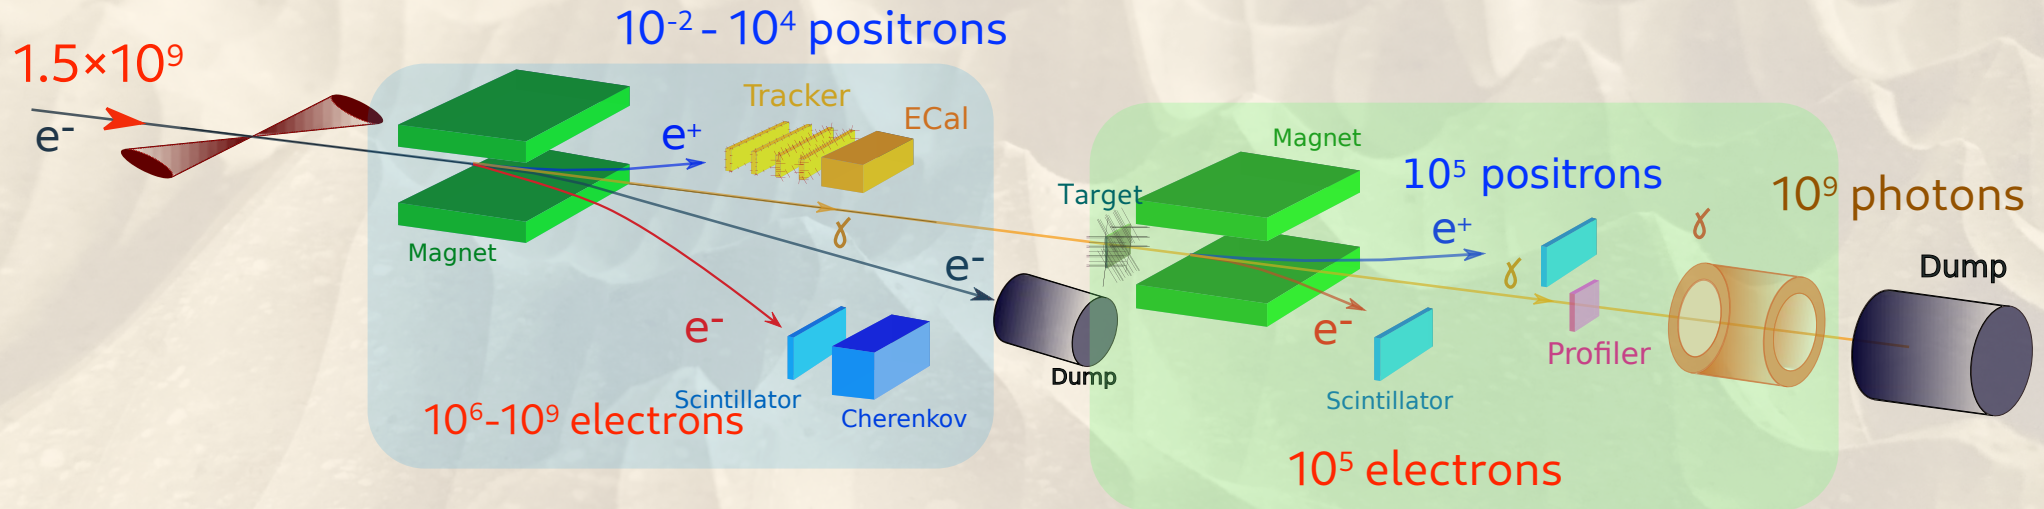 1.5×10⁹
e⁻
10⁻² - 10⁴ positrons
Tracker
ECal
e⁺
Magnet
γ
e⁻
e⁻
Scintillator
Cherenkov
10⁶-10⁹ electrons
Dump
Target
Magnet
10⁵ positrons
e⁺
γ
e⁻
Scintillator
Profiler
γ
10⁹ photons
Dump
10⁵ electrons